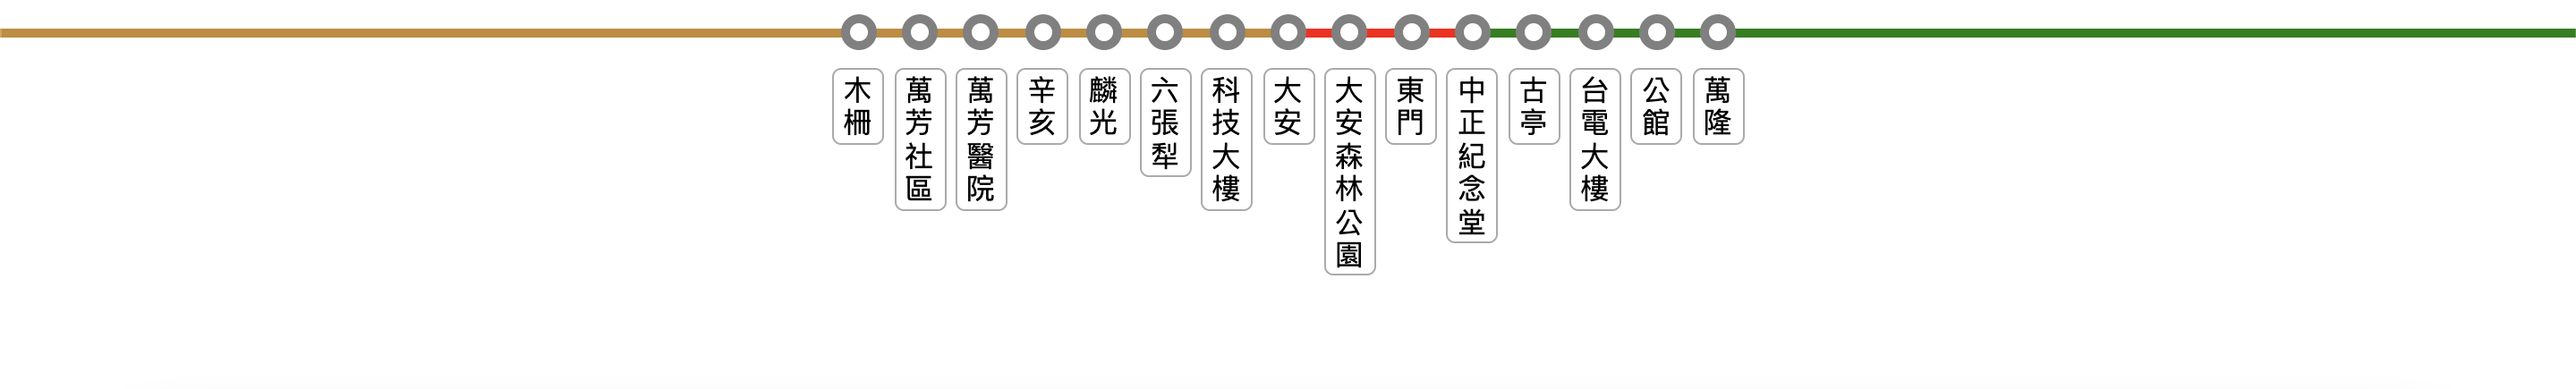 木柵
萬芳社區
萬芳醫院
辛亥
麟光
六張犁
科技大樓
大安
大安森林公園
東門
中正紀念堂
古亭
台電大樓
公館
萬隆